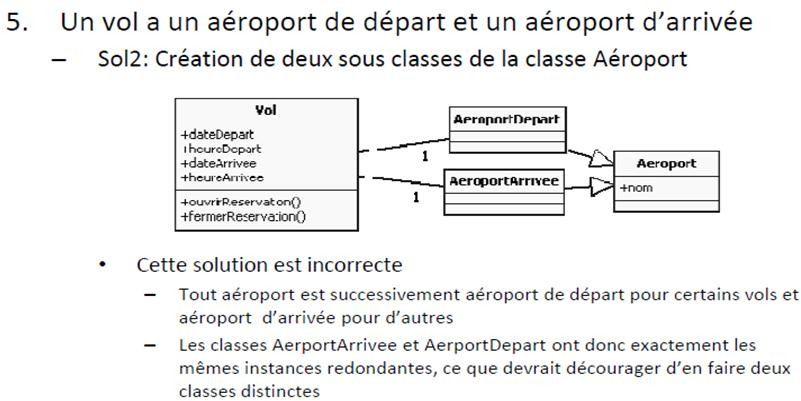 5. Un vol a un aéroport de départ et un aéroport d'arrivée
– Sol2: Création de deux sous classes de la classe Aéroport
Vol
+dateDepart
+heureDepart
+dateArrivee
+heureArrivee
+ouvrirReservation()
+fermerReservation()
1
1
AeroportDepart
AeroportArrivee
Aeroport
+nom
• Cette solution est incorrecte
– Tout aéroport est successivement aéroport de départ pour certains vols et
aéroport d'arrivée pour d'autres
– Les classes AerportArrivee et AerportDepart ont donc exactement les
mêmes instances redondantes, ce que devrait décourager d'en faire deux
classes distinctes